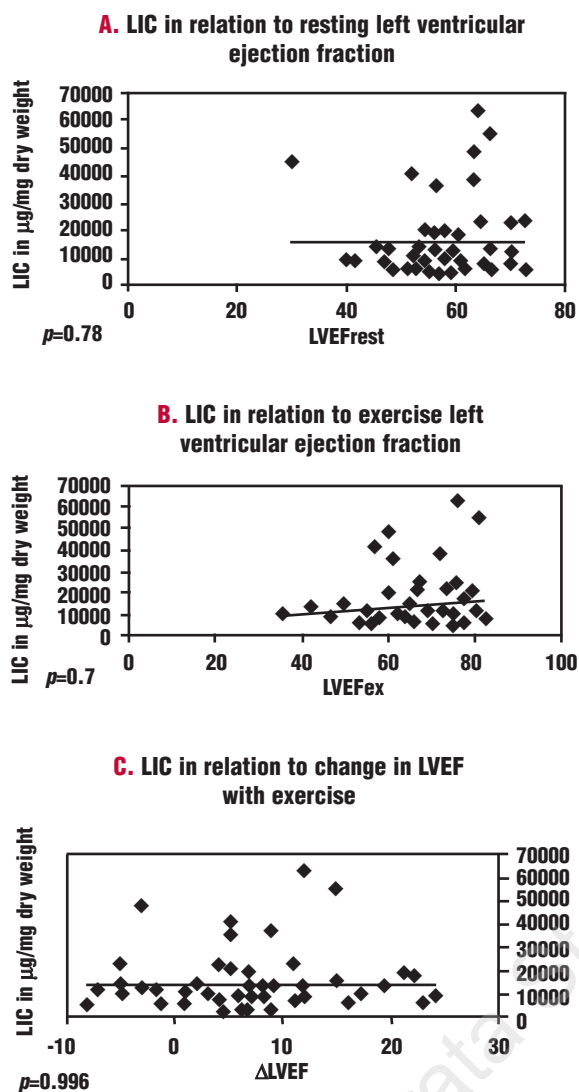 A. LIC in relation to resting left ventricular
ejection fraction
LIC in µg/mg dry weight
70000
60000
50000
40000
30000
20000
10000
0
0
20
40
60
80
p=0.78
LVEFrest
B. LIC in relation to exercise left
ventricular ejection fraction
LIC in µg/mg dry weight
70000
60000
50000
40000
30000
20000
10000
0
0
20
40
60
80
100
p=0.7
LVEFex
C. LIC in relation to change in LVEF
with exercise
LIC in µg/mg dry weight
70000
60000
50000
40000
30000
20000
10000
0
-10
0
10
20
30
p=0.996
ΔLVEF